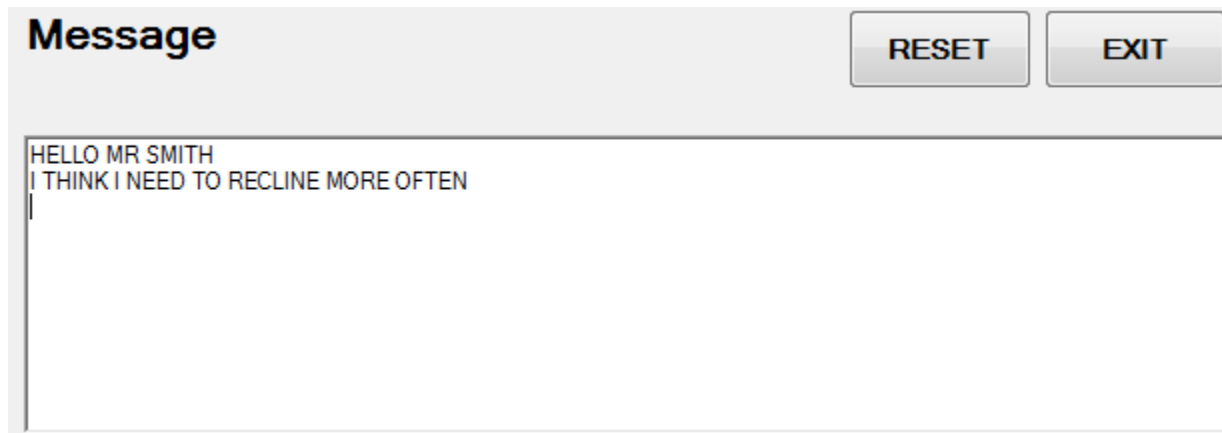 Message
RESET
EXIT
HELLO MR SMITH
I THINK I NEED TO RECLINE MORE OFTEN